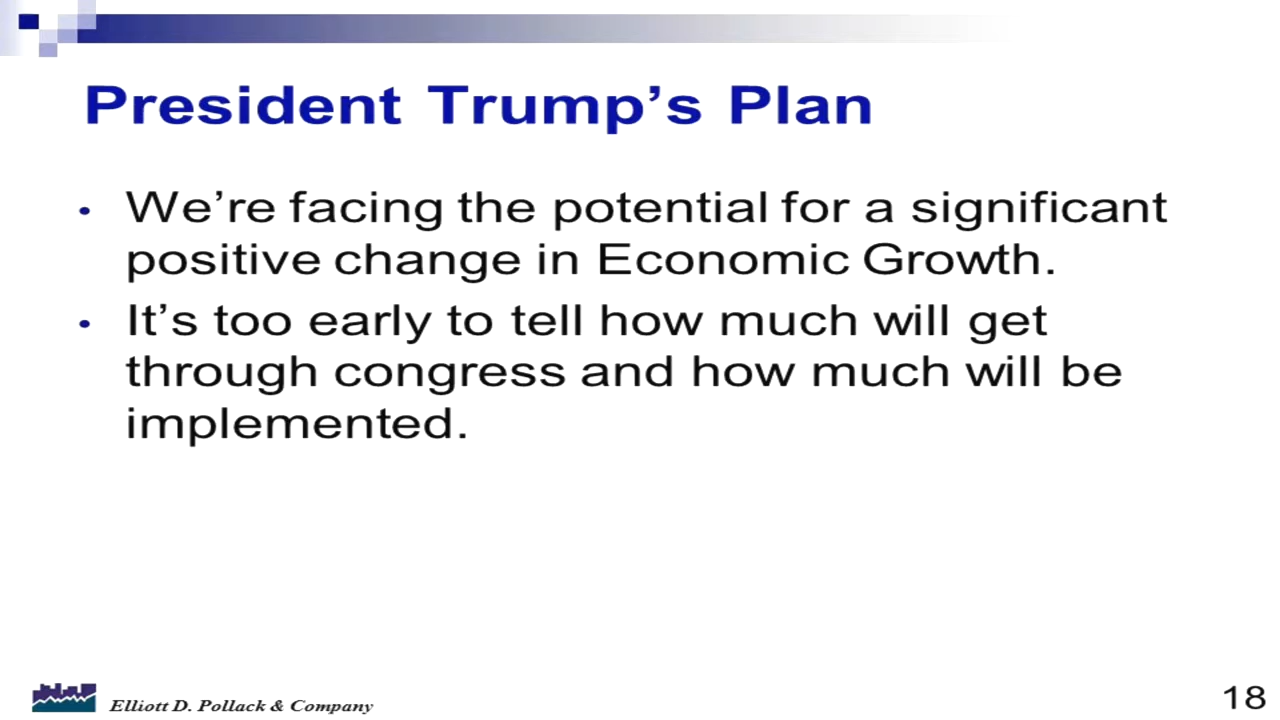 President Trump’s Plan
• We’re facing the potential for a significant
positive change in Economic Growth.
• It’s too early to tell how much will get
through congress and how much will be
implemented.
Elliott D. Pollack & Company
18